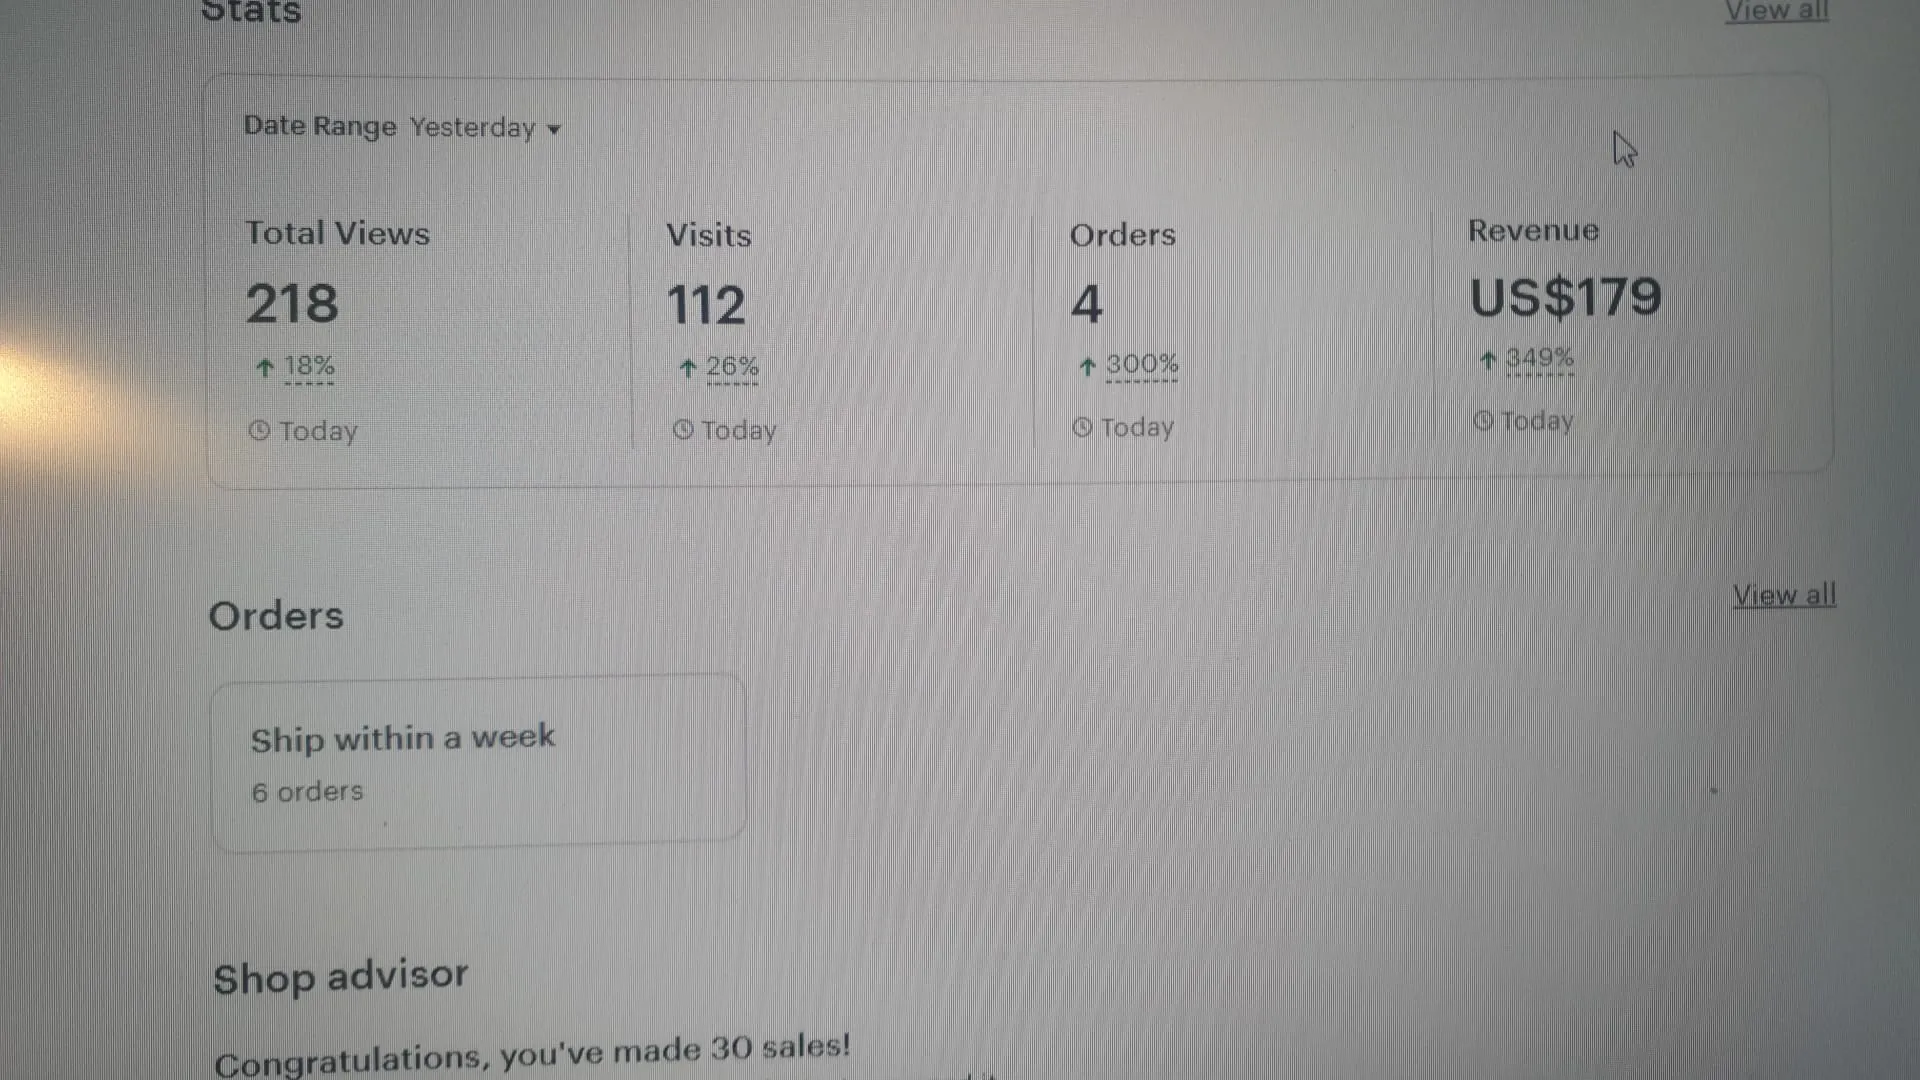 Stats
View all
Date Range Yesterday
Total Views
Visits
Orders
Revenue
218
112
4
US$179
18%
26%
300%
349%
Today
Today
Today
Today
Orders
View all
Ship within a week
6 orders
Shop advisor
Congratulations, you've made 30 sales!